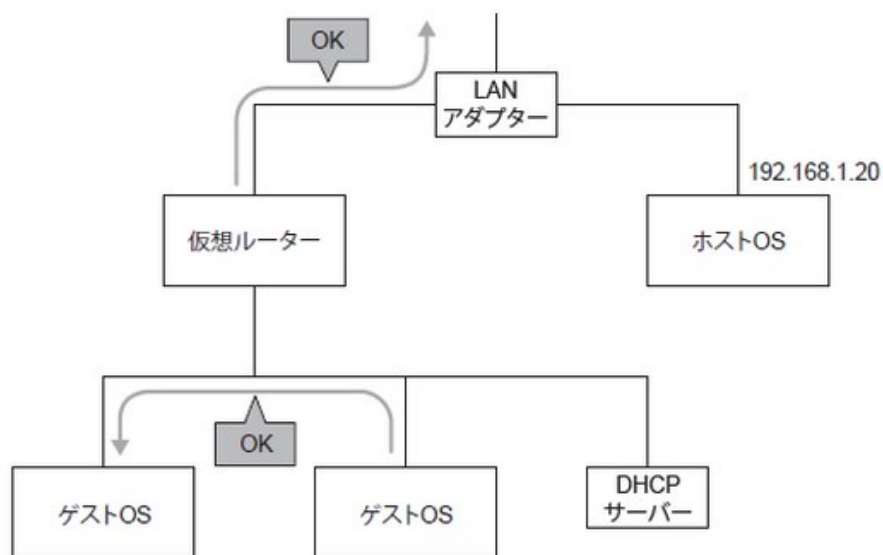 OK
LAN
アダプター
192.168.1.20
仮想ルーター
ホストOS
OK
ゲストOS
ゲストOS
DHCP
サーバー